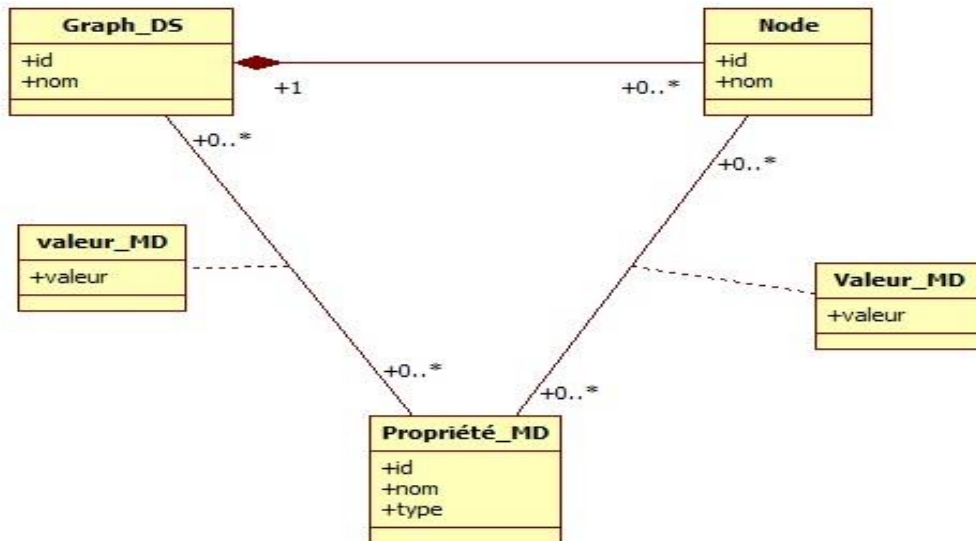 Graph_DS
+id
+nom
Node
+id
+nom
+1
+0..*
+0..*
+0..*
valeur_MD
+valeur
Valeur_MD
+valeur
+0..*
+0..*
Propriété_MD
+id
+nom
+type